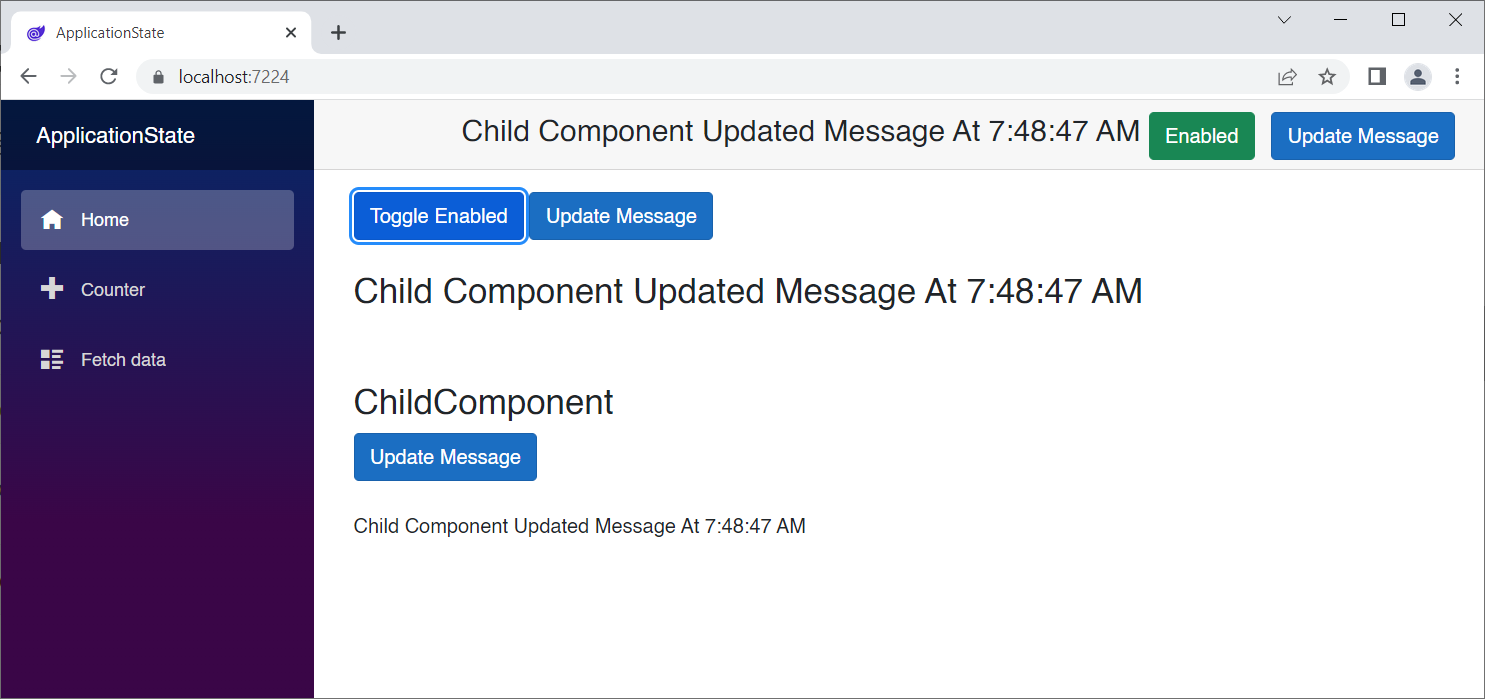 ApplicationState
localhost:7224
ApplicationState
Child Component Updated Message At 7:48:47 AM Enabled Update Message
Home
Counter
Fetch data
Toggle Enabled Update Message
Child Component Updated Message At 7:48:47 AM
ChildComponent
Update Message
Child Component Updated Message At 7:48:47 AM